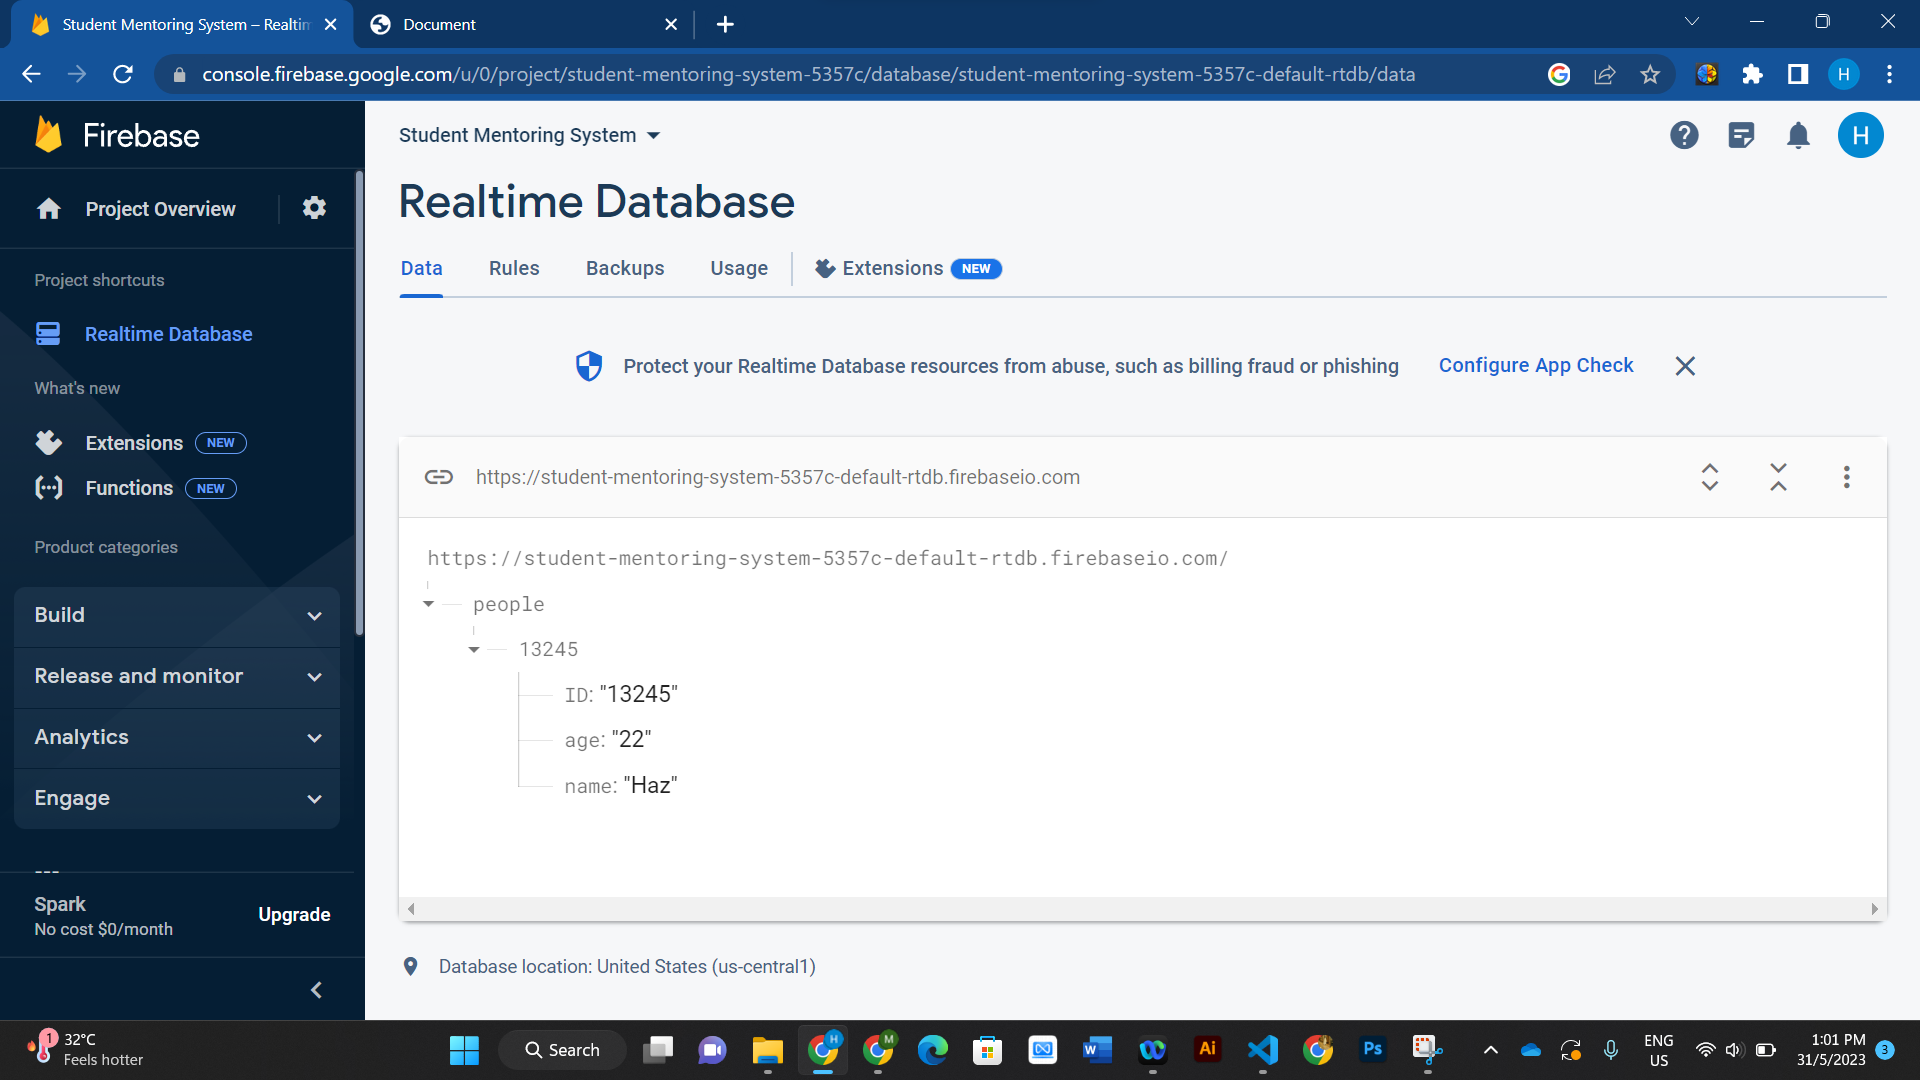 Student Mentoring System – Realtim
Document
console.firebase.google.com/u/0/project/student-mentoring-system-5357c/database/student-mentoring-system-5357c-default-rtdb/data
H
Firebase
Student Mentoring System
H
Project Overview
Realtime Database
Data
Rules
Backups
Usage
Extensions
NEW
Project shortcuts
Realtime Database
What's new
Extensions
NEW
Functions
NEW
Product categories
Build
Release and monitor
Analytics
Engage
Spark
No cost $0/month
Upgrade
Protect your Realtime Database resources from abuse, such as billing fraud or phishing
Configure App Check
https://student-mentoring-system-5357c-default-rtdb.firebaseio.com
https://student-mentoring-system-5357c-default-rtdb.firebaseio.com/
people
13245
ID: "13245"
age: "22"
name: "Haz"
Database location: United States (us-central1)
1
32°C
Feels hotter
Search
H
M
W
Ai
Ps
ENG
US
1:01 PM
31/5/2023
3